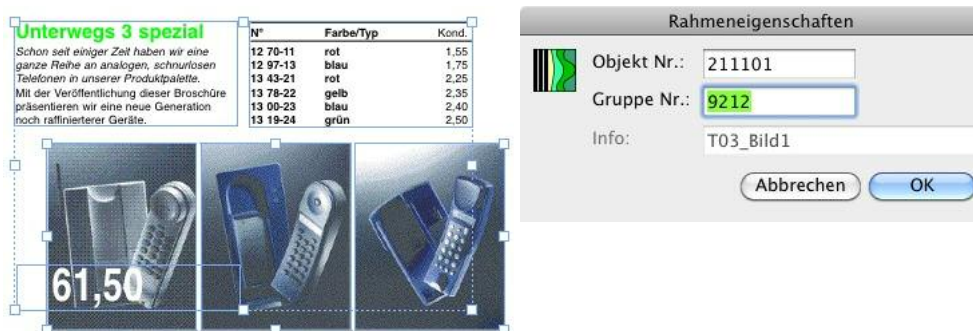 Unterwegs 3 spezial
Schon seit einiger Zeit haben wir eine
ganze Reihe an analogen, schnurlosen
Telefonen in unserer Produktpalette.
Mit der Veröffentlichung dieser Broschüre
präsentieren wir eine neue Generation
noch raffinierterer Geräte.
N° Farbe/Typ Kond.
12 70-11 rot 1,55
12 97-13 blau 1,75
13 43-21 rot 2,25
13 78-22 gelb 2,35
13 00-23 blau 2,40
13 19-24 grün 2,50
61,50
Rahmeneigenschaften
Objekt Nr.: 211101
Gruppe Nr.: 9212
Info: T03_Bild1
Abbrechen OK